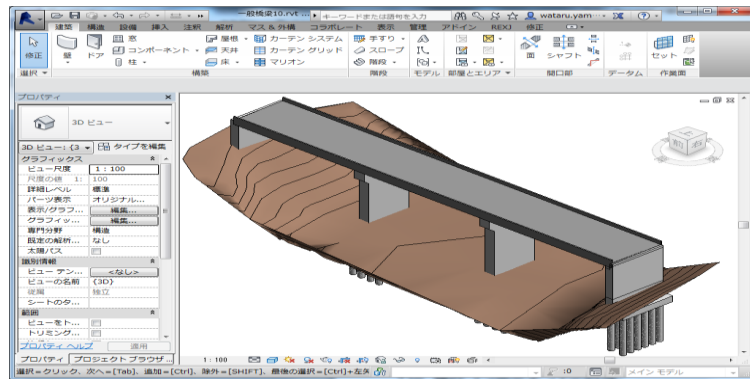 一般橋梁10.rvt...
キーワードまたは語句を入力
wataru.yam...
建築 構造 設備 挿入 注釈 解析 マス & 外構 コラボレート 表示 管理 アドイン REXJ 修正
修正 壁 ドア 窓 屋根 カーテン システム 手すり
コンポーネント 天井 カーテン グリッド スロープ 面 シャフト セット
柱 床 マリオン 階段
選択 構築 階段 モデル 部屋とエリア 開口部 データム 作業面
プロパティ
3D ビュー
3D ビュー: {3 タイプを編集
グラフィックス
ビュー尺度 1 : 100
尺度の値 1: 100
詳細レベル 標準
パーツ表示 オリジナル...
表示/グラフ... 編集...
グラフィッ... 編集...
専門分野 構造
既定の解析... なし
太陽パス
識別情報
ビュー テン... <なし>
ビューの名前 {3D}
従属 独立
シートのタ...
範囲
ビューをト...
トリミング...
プロパティ ヘルプ 適用
プロパティ プロジェクト ブラウザ...
前 右
1 : 100
選択=クリック、次へ=[Tab]、追加=[Ctrl]、除外=[SHIFT]、最後の選択=[Ctrl]+左矢
:0 メイン モデル